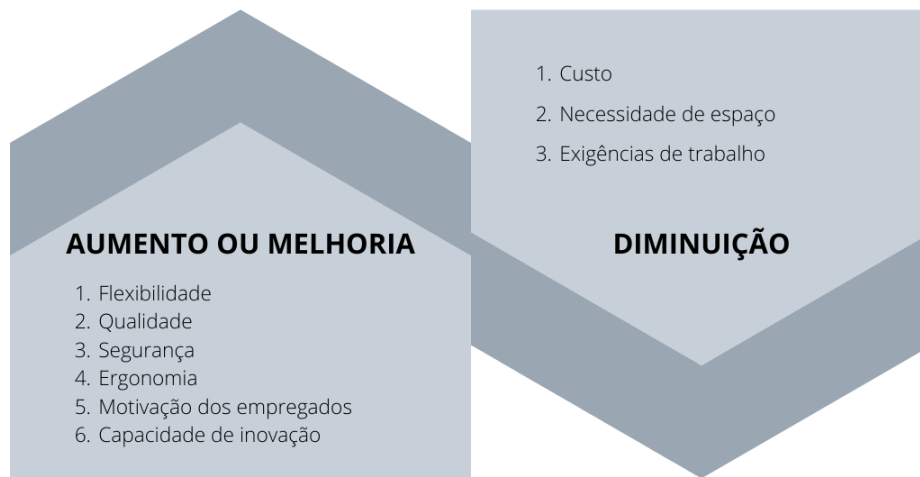 AUMENTO OU MELHORIA
1. Flexibilidade
2. Qualidade
3. Segurança
4. Ergonomia
5. Motivação dos empregados
6. Capacidade de inovação
1. Custo
2. Necessidade de espaço
3. Exigências de trabalho
DIMINUIÇÃO